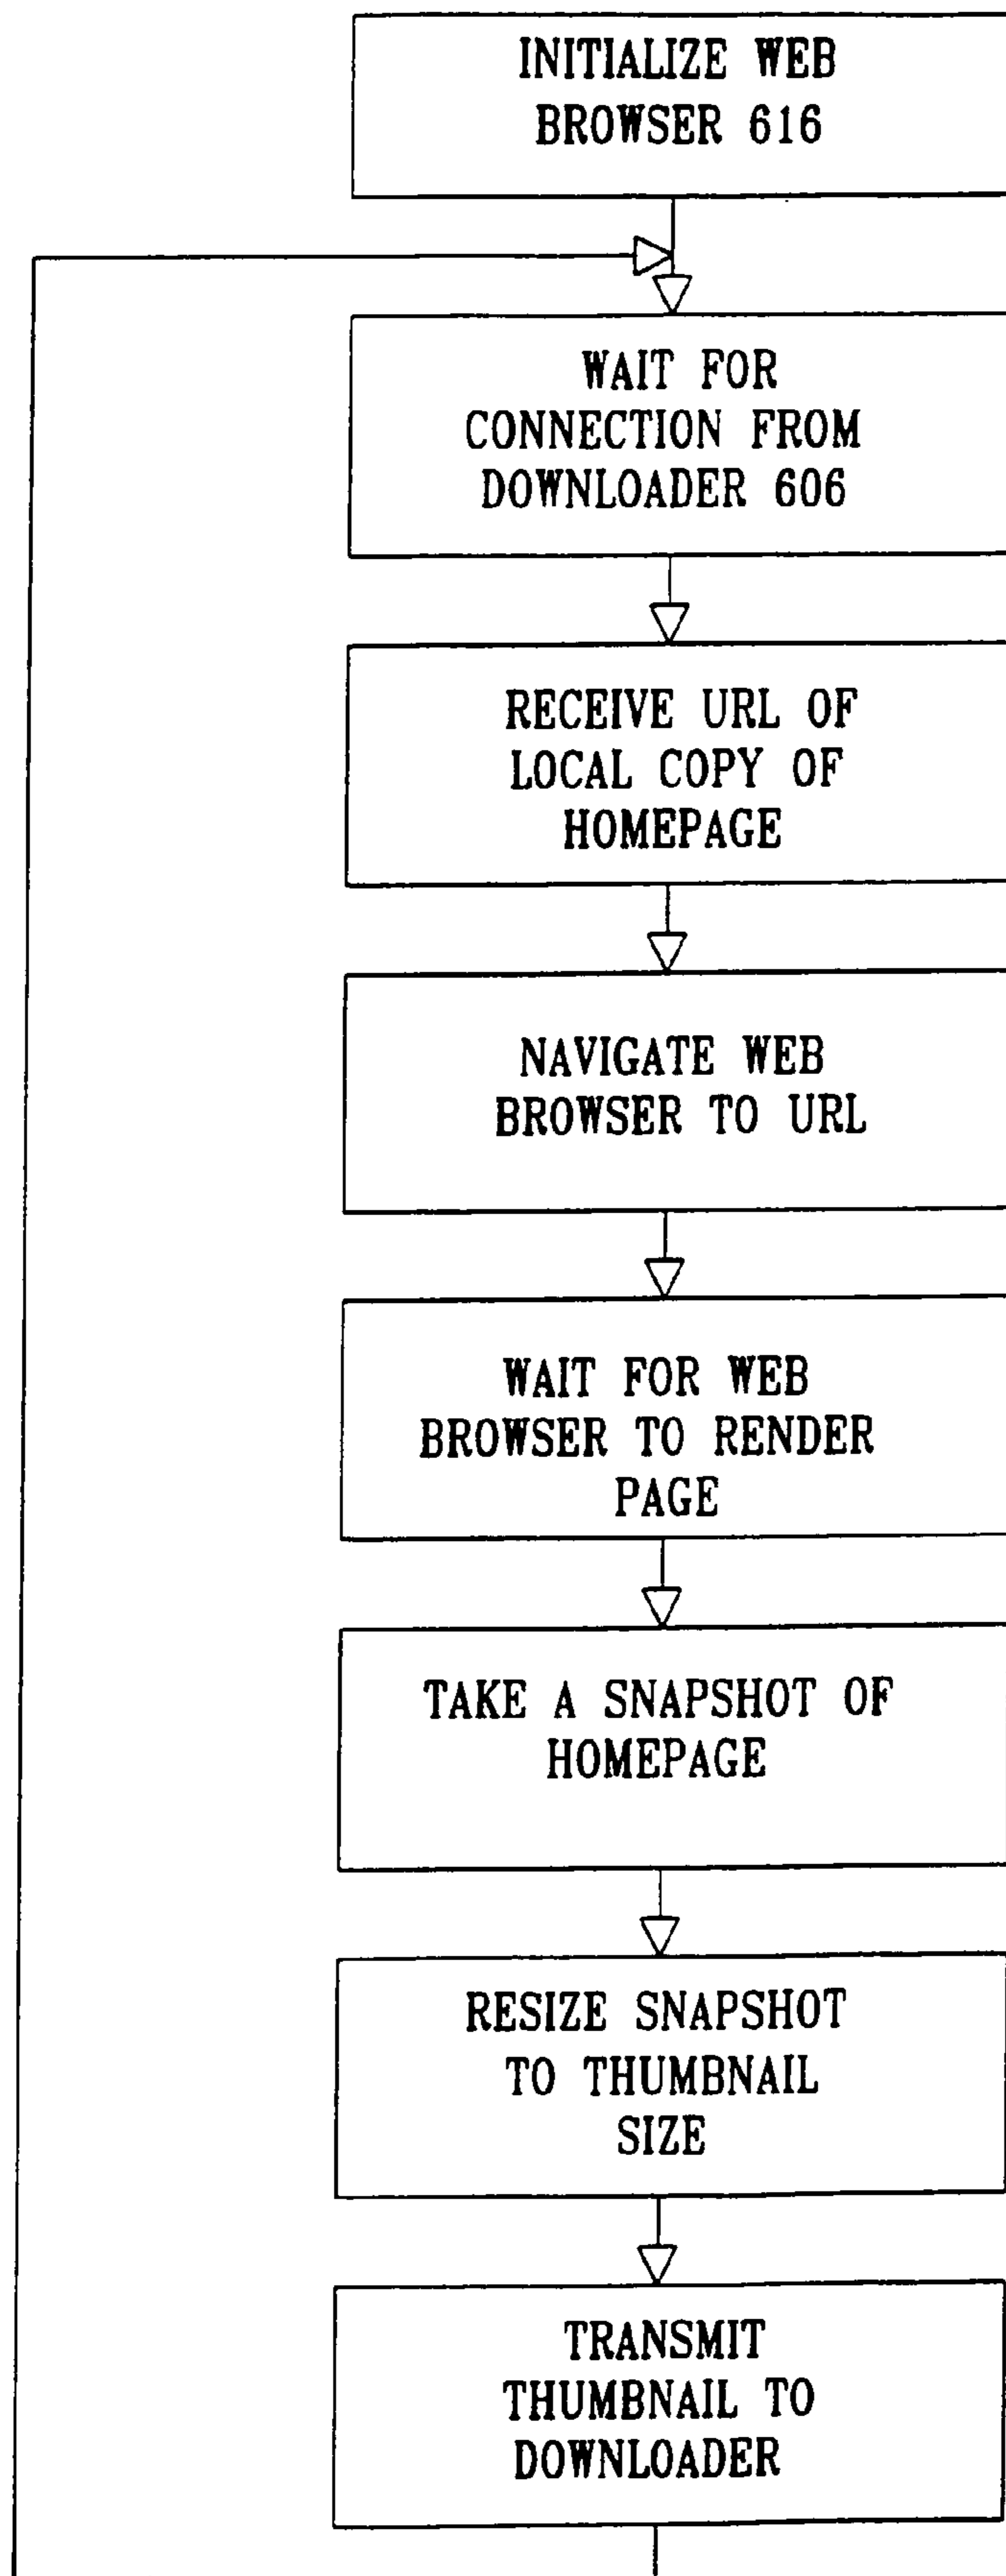 INITIALIZE WEB
BROWSER 616
WAIT FOR
CONNECTION FROM
DOWNLOADER 606
RECEIVE URL OF
LOCAL COPY OF
HOMEPAGE
NAVIGATE WEB
BROWSER TO URL
WAIT FOR WEB
BROWSER TO RENDER
PAGE
TAKE A SNAPSHOT OF
HOMEPAGE
RESIZE SNAPSHOT
TO THUMBNAIL
SIZE
TRANSMIT
THUMBNAIL TO
DOWNLOADER